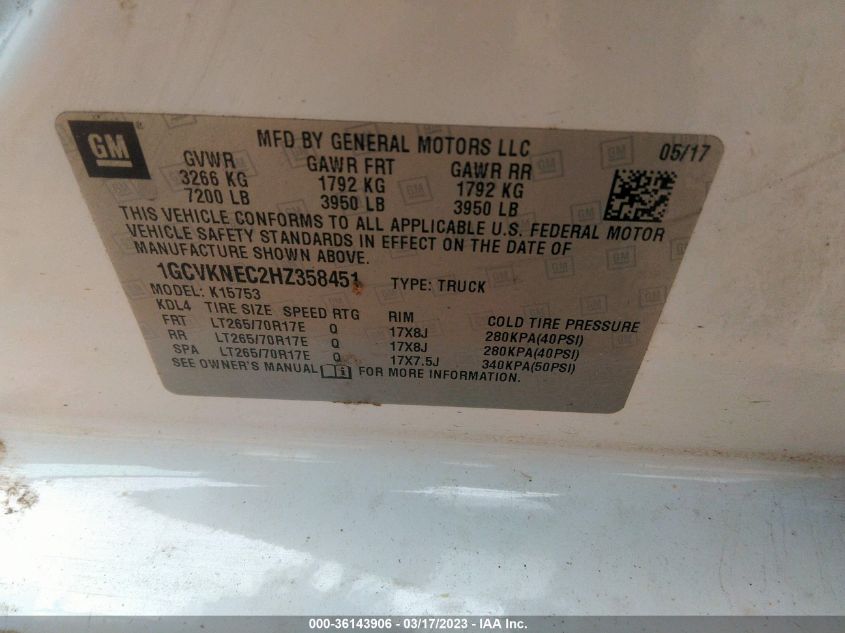 GM
MFD BY GENERAL MOTORS LLC
05/17
GVWR GAWR FRT GAWR RR
3266 KG 1792 KG 1792 KG
7200 LB 3950 LB 3950 LB
THIS VEHICLE CONFORMS TO ALL APPLICABLE U.S. FEDERAL MOTOR
VEHICLE SAFETY STANDARDS IN EFFECT ON THE DATE OF
MANUFACTURE SHOWN ABOVE.
1GCVKNEC2HZ358451 TYPE: TRUCK
MODEL: K15753
KDL4 TIRE SIZE SPEED RTG RIM COLD TIRE PRESSURE
FRT LT265/70R17E Q 17X8J 280KPA(40PSI)
RR LT265/70R17E Q 17X8J 280KPA(40PSI)
SPA LT265/70R17E Q 17X7.5J 340KPA(50PSI)
SEE OWNER'S MANUAL FOR MORE INFORMATION.
000-36143906 - 03/17/2023 - IAA Inc.